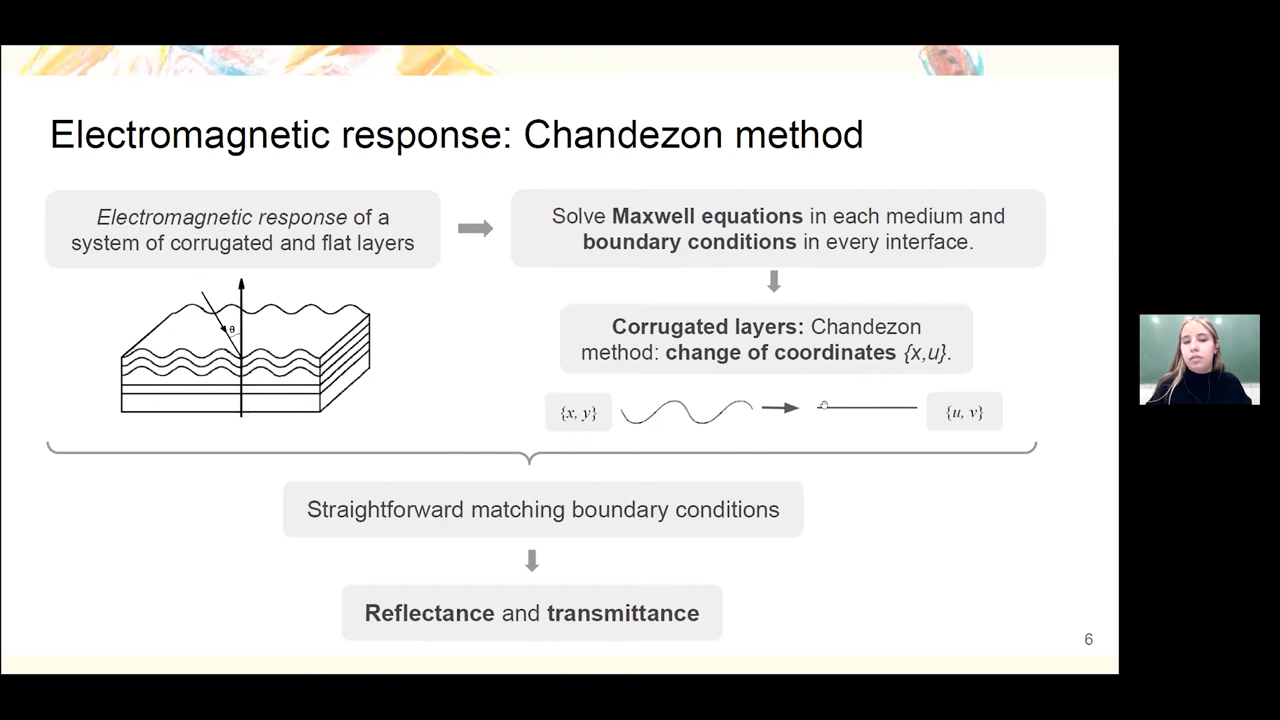 Electromagnetic response: Chandezon method
Electromagnetic response of a
system of corrugated and flat layers
Solve Maxwell equations in each medium and
boundary conditions in every interface.
θ
Corrugated layers: Chandezon
method: change of coordinates {x,u}.
{x, y}
{u, v}
Straightforward matching boundary conditions
Reflectance and transmittance
6